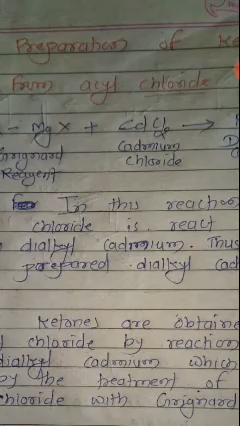 Preparation of Ke
from acyl chloride
- Mg X + CdCl2 →
Grignard Cadmium
Reagent Chloride
In this reaction
chloride is react
dialkyl Cadmium. Thus
prepared dialkyl cad
Ketones are obtaine
chloride by reaction
dialkyl Cadmium which
by the treatment of
chloride with Grignard